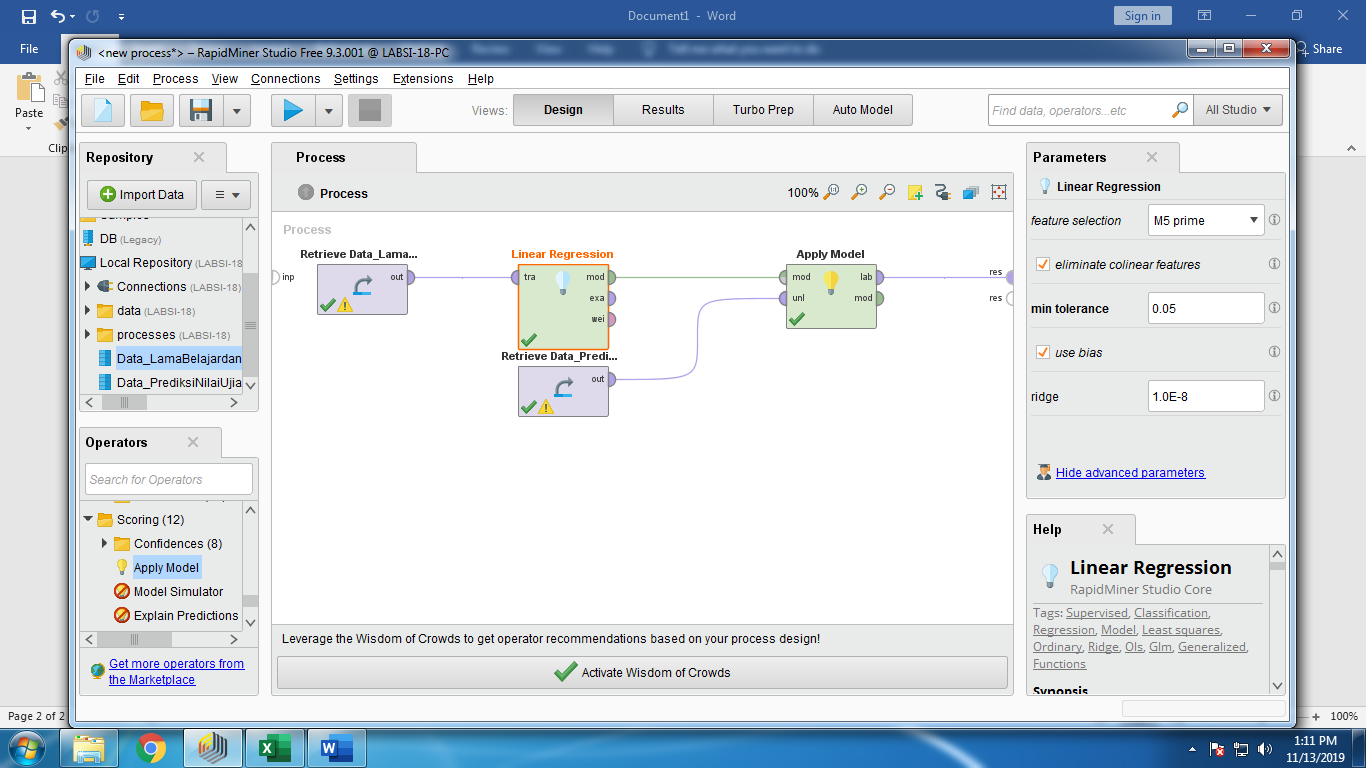 Document1 - Word
Sign in
File
Share
Paste
Clip
<new process*> – RapidMiner Studio Free 9.3.001 @ LABSI-18-PC
File Edit Process View Connections Settings Extensions Help
Views: Design Results Turbo Prep Auto Model
Find data, operators...etc
All Studio
Repository
Import Data
DB (Legacy)
Local Repository (LABSI-18
Connections (LABSI-18)
data (LABSI-18)
processes (LABSI-18)
Data_LamaBelajardan
Data_PrediksiNilaiUjia
Operators
Search for Operators
Scoring (12)
Confidences (8)
Apply Model
Model Simulator
Explain Predictions
Get more operators from
the Marketplace
Process
Process
100%
Process
inp
Retrieve Data_Lama...
out
Linear Regression
tra mod
exa
wei
Retrieve Data_Predi...
out
Apply Model
mod lab
unl mod
res
res
Leverage the Wisdom of Crowds to get operator recommendations based on your process design!
Activate Wisdom of Crowds
Parameters
Linear Regression
feature selection M5 prime
eliminate colinear features
min tolerance 0.05
use bias
ridge 1.0E-8
Hide advanced parameters
Help
Linear Regression
RapidMiner Studio Core
Tags: Supervised, Classification,
Regression, Model, Least squares,
Ordinary, Ridge, Ols, Glm, Generalized,
Functions
Synopsis
Page 2 of 2
100%
1:11 PM
11/13/2019